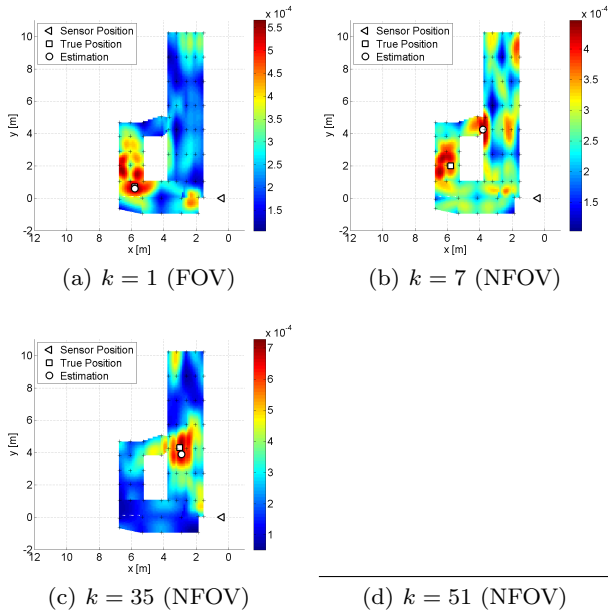 x 10⁻⁴
Sensor Position
True Position
Estimation
y [m]
10
8
6
4
2
0
-2
12 10 8 6 4 2 0
x [m]
5.5
5
4.5
4
3.5
3
2.5
2
1.5
(a) k = 1 (FOV)
x 10⁻⁴
Sensor Position
True Position
Estimation
y [m]
10
8
6
4
2
0
-2
12 10 8 6 4 2 0
x [m]
4
3.5
3
2.5
2
1.5
(b) k = 7 (NFOV)
x 10⁻⁴
Sensor Position
True Position
Estimation
y [m]
10
8
6
4
2
0
-2
12 10 8 6 4 2 0
x [m]
7
6
5
4
3
2
1
(c) k = 35 (NFOV)
(d) k = 51 (NFOV)